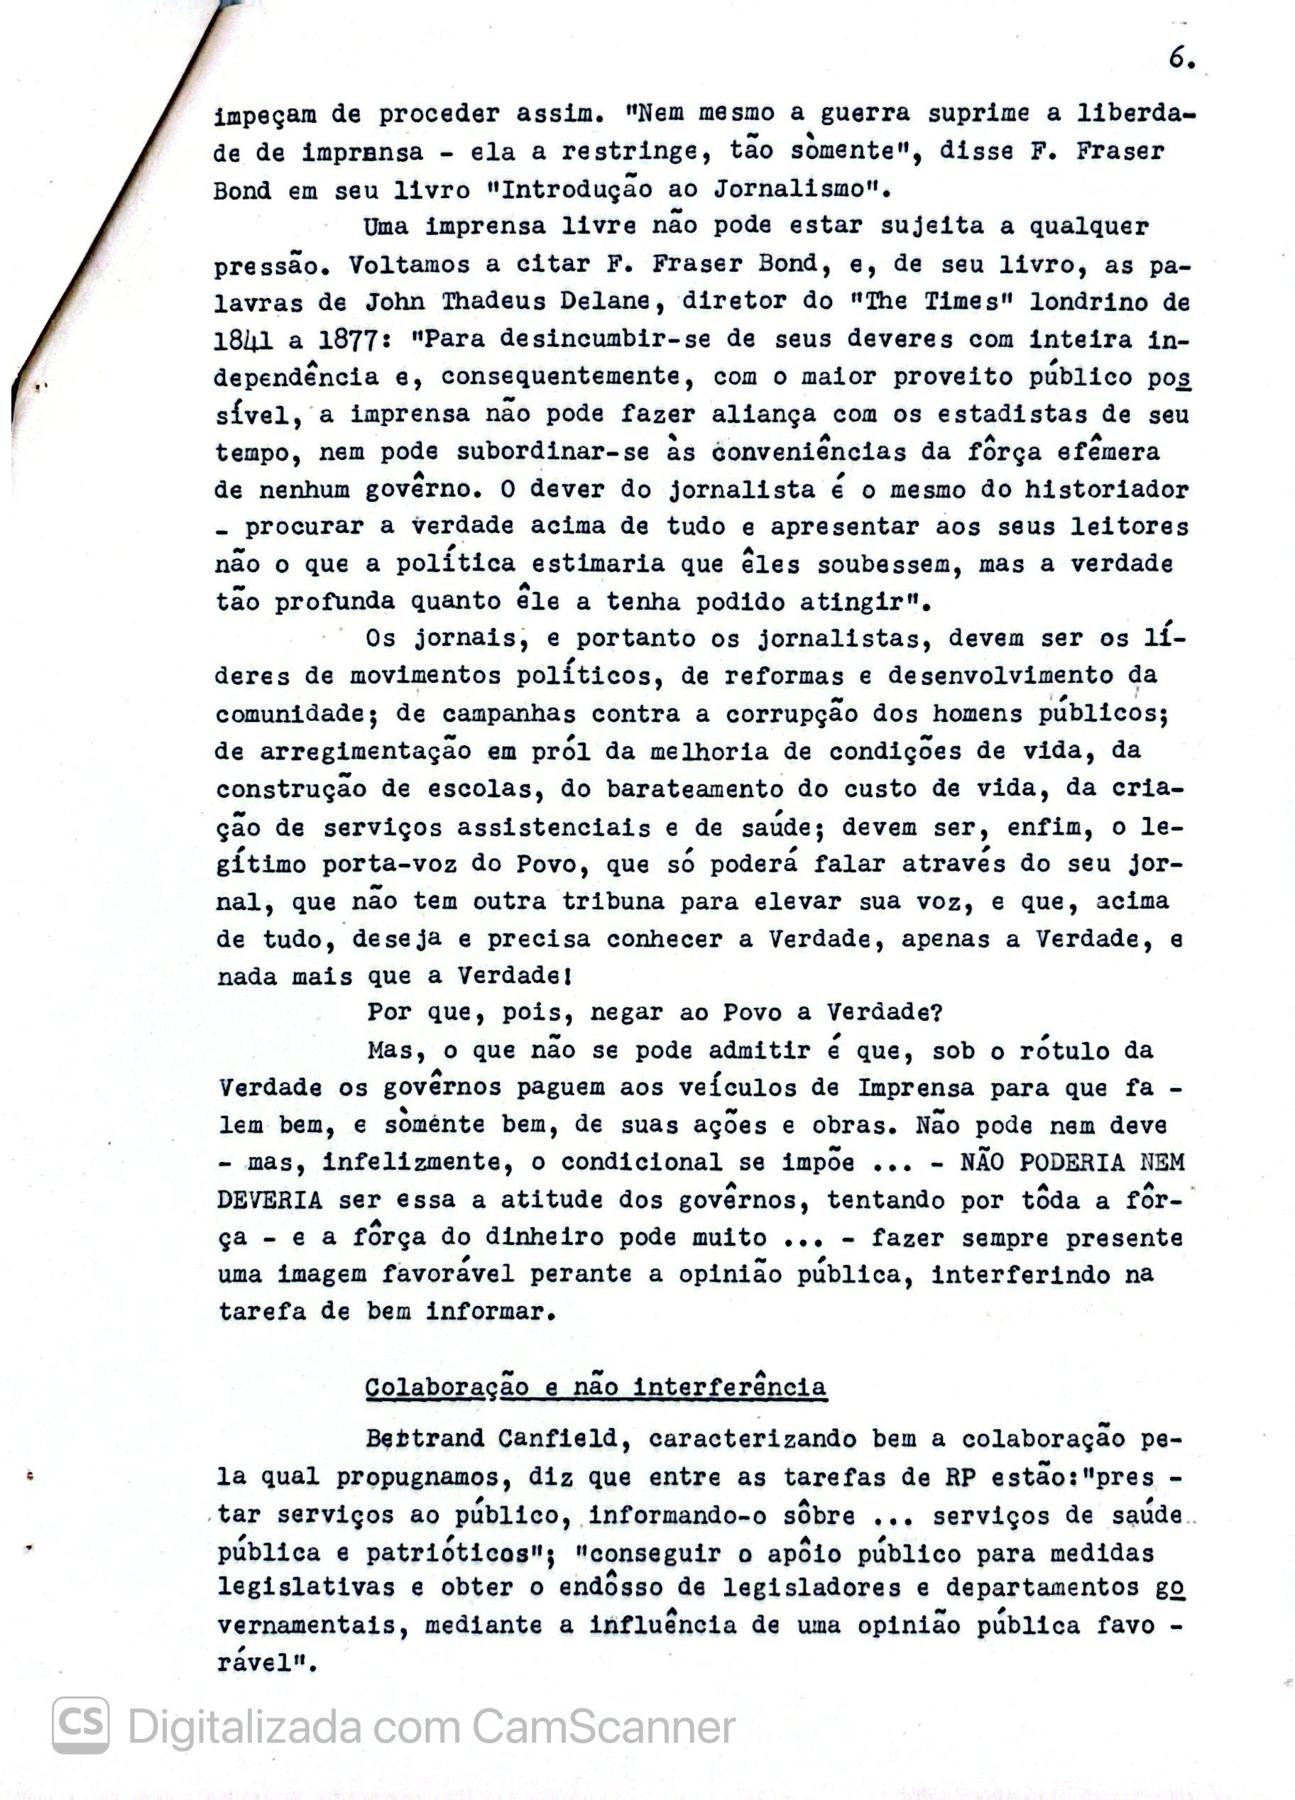 6.
impeçam de proceder assim. "Nem mesmo a guerra suprime a liberda-
de de imprensa - ela a restringe, tão sòmente", disse F. Fraser
Bond em seu livro "Introdução ao Jornalismo".
Uma imprensa livre não pode estar sujeita a qualquer
pressão. Voltamos a citar F. Fraser Bond, e, de seu livro, as pa-
lavras de John Thadeus Delane, diretor do "The Times" londrino de
1841 a 1877: "Para desincumbir-se de seus deveres com inteira in-
dependência e, consequentemente, com o maior proveito público pos
sível, a imprensa não pode fazer aliança com os estadistas de seu
tempo, nem pode subordinar-se às conveniências da fôrça efêmera
de nenhum govêrno. O dever do jornalista é o mesmo do historiador
- procurar a verdade acima de tudo e apresentar aos seus leitores
não o que a política estimaria que êles soubessem, mas a verdade
tão profunda quanto êle a tenha podido atingir".
Os jornais, e portanto os jornalistas, devem ser os lí-
deres de movimentos políticos, de reformas e desenvolvimento da
comunidade; de campanhas contra a corrupção dos homens públicos;
de arregimentação em pról da melhoria de condições de vida, da
construção de escolas, do barateamento do custo de vida, da cria-
ção de serviços assistenciais e de saúde; devem ser, enfim, o le-
gítimo porta-voz do Povo, que só poderá falar através do seu jor-
nal, que não tem outra tribuna para elevar sua voz, e que, acima
de tudo, deseja e precisa conhecer a Verdade, apenas a Verdade, e
nada mais que a Verdade!
Por que, pois, negar ao Povo a Verdade?
Mas, o que não se pode admitir é que, sob o rótulo da
Verdade os govêrnos paguem aos veículos de Imprensa para que fa -
lem bem, e sòmente bem, de suas ações e obras. Não pode nem deve
- mas, infelizmente, o condicional se impõe ... - NÃO PODERIA NEM
DEVERIA ser essa a atitude dos govêrnos, tentando por tôda a fôr-
ça - e a fôrça do dinheiro pode muito ... - fazer sempre presente
uma imagem favorável perante a opinião pública, interferindo na
tarefa de bem informar.
Colaboração e não interferência
Bertrand Canfield, caracterizando bem a colaboração pe-
la qual propugnamos, diz que entre as tarefas de RP estão:"pres -
tar serviços ao público, informando-o sôbre ... serviços de saúde
pública e patrióticos"; "conseguir o apôio público para medidas
legislativas e obter o endôsso de legisladores e departamentos go
vernamentais, mediante a influência de uma opinião pública favo -
rável".
CS Digitalizada com CamScanner